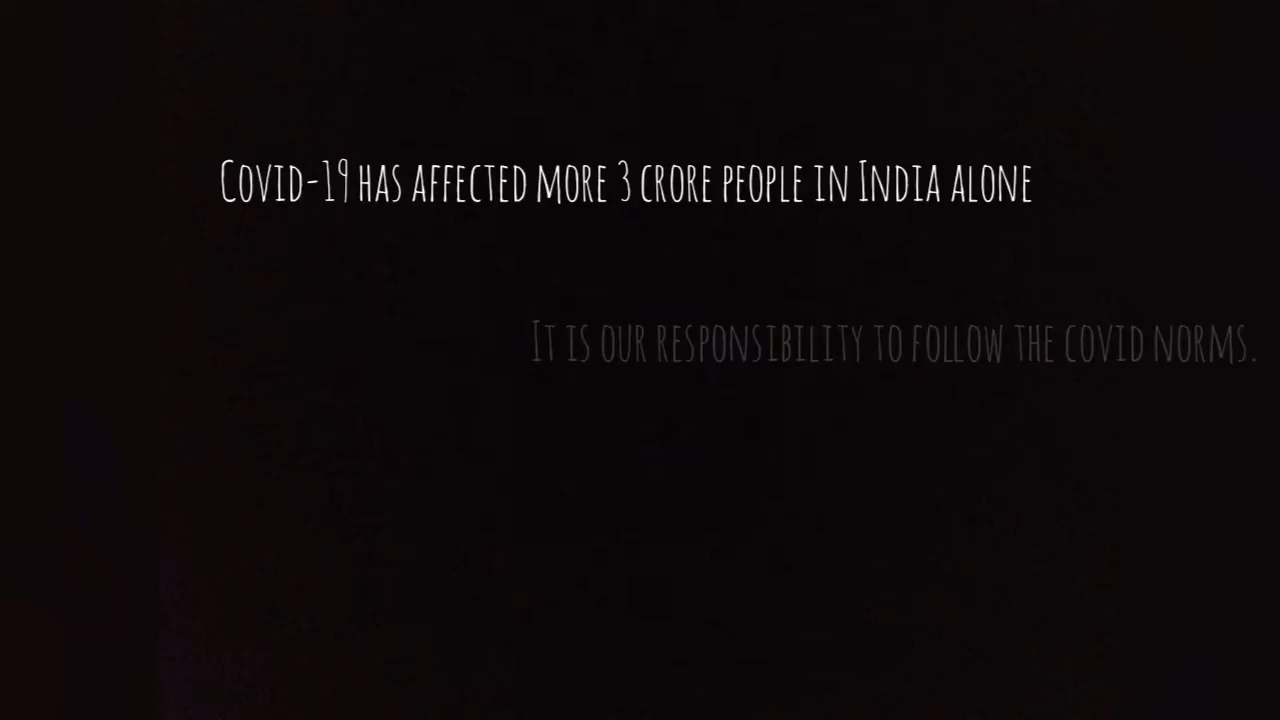 Covid-19 has affected more 3 crore people in India alone
It is our responsibility to follow the covid norms.